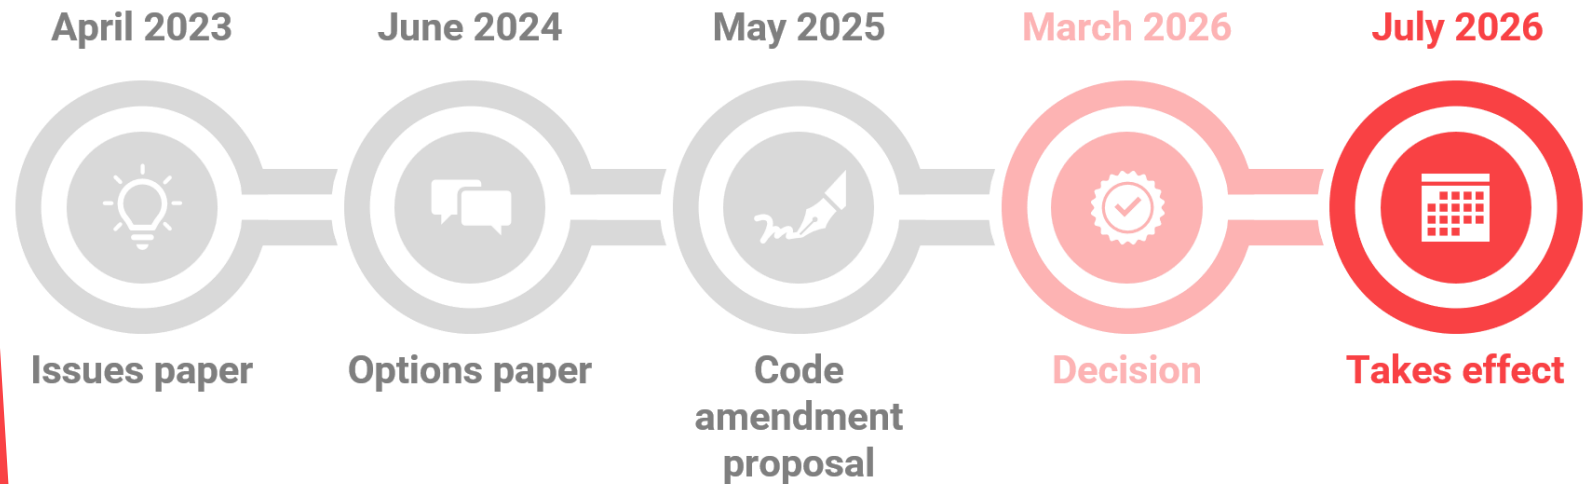 April 2023
June 2024
May 2025
March 2026
July 2026
Issues paper
Options paper
Code
amendment
proposal
Decision
Takes effect